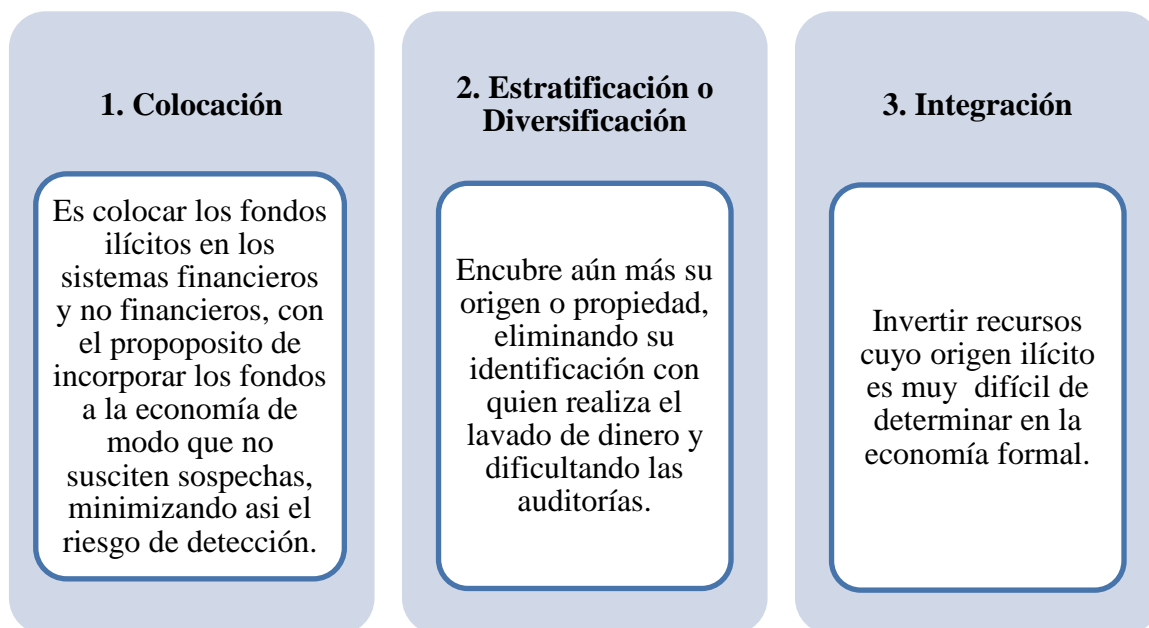 1. Colocación
Es colocar los fondos
ilícitos en los
sistemas financieros
y no financieros, con
el propoposito de
incorporar los fondos
a la economía de
modo que no
susciten sospechas,
minimizando asi el
riesgo de detección.
2. Estratificación o
Diversificación
Encubre aún más su
origen o propiedad,
eliminando su
identificación con
quien realiza el
lavado de dinero y
dificultando las
auditorías.
3. Integración
Invertir recursos
cuyo origen ilícito
es muy  difícil de
determinar en la
economía formal.